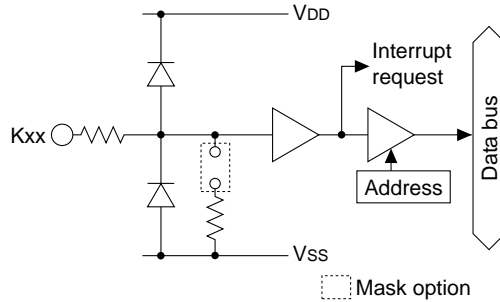 VDD
Interrupt
request
Kxx
Data bus
Address
VSS
Mask option